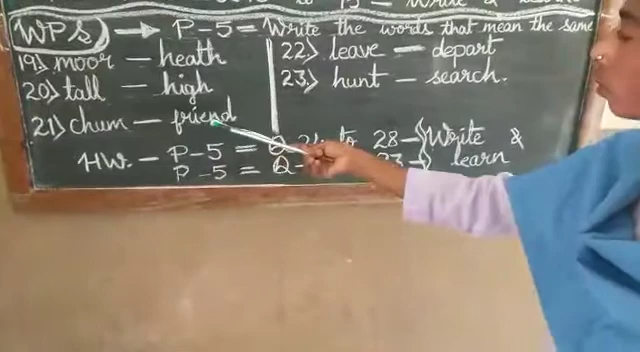 WPS → P-5 = Write the words that mean the same
19) moor - heath
20) tall - high
21) chum - friend
22) leave - depart
23) hunt - search.
HW. - P-5 = Q to 28 - { Write &
P-5 = Q- 23 - { learn